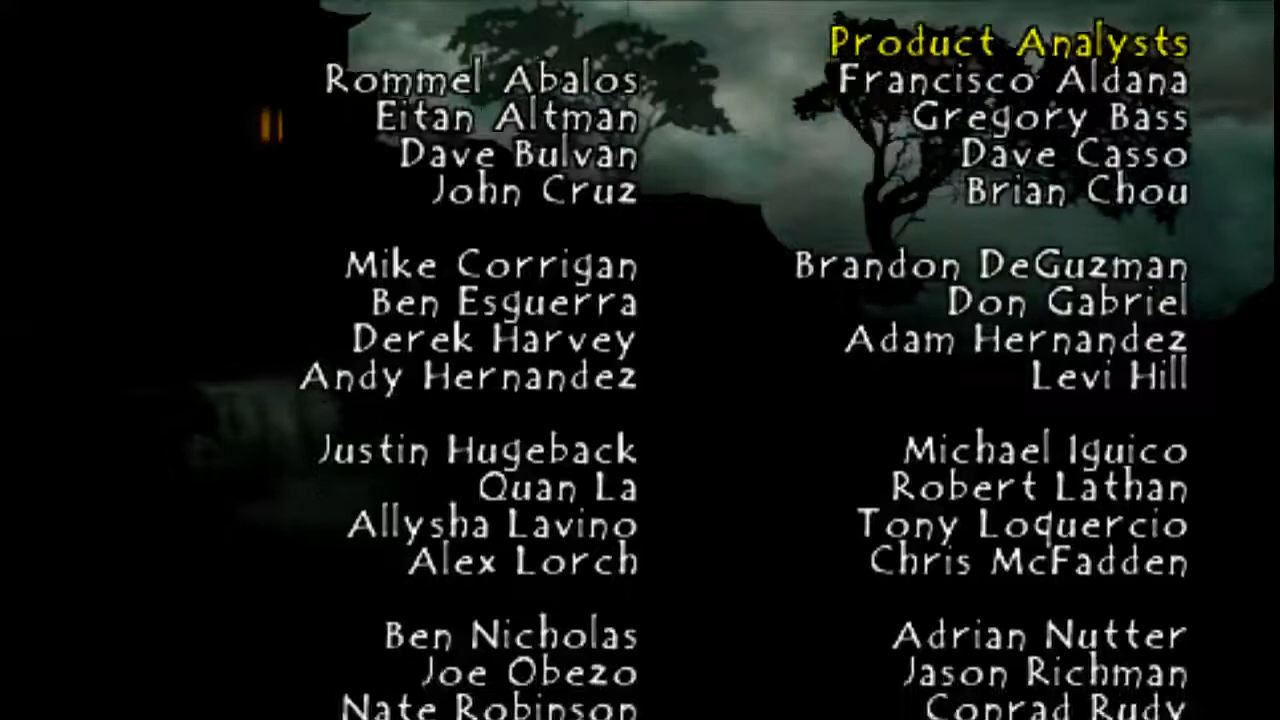 Product Analysts
Rommel Abalos Francisco Aldana
Eitan Altman Gregory Bass
Dave Bulvan Dave Casso
John Cruz Brian Chou
Mike Corrigan Brandon DeGuzman
Ben Esguerra Don Gabriel
Derek Harvey Adam Hernandez
Andy Hernandez Levi Hill
Justin Hugeback Michael Iguico
Quan La Robert Lathan
Allysha Lavino Tony Loquercio
Alex Lorch Chris McFadden
Ben Nicholas Adrian Nutter
Joe Obezo Jason Richman
Nate Robinson Conrad Rudy